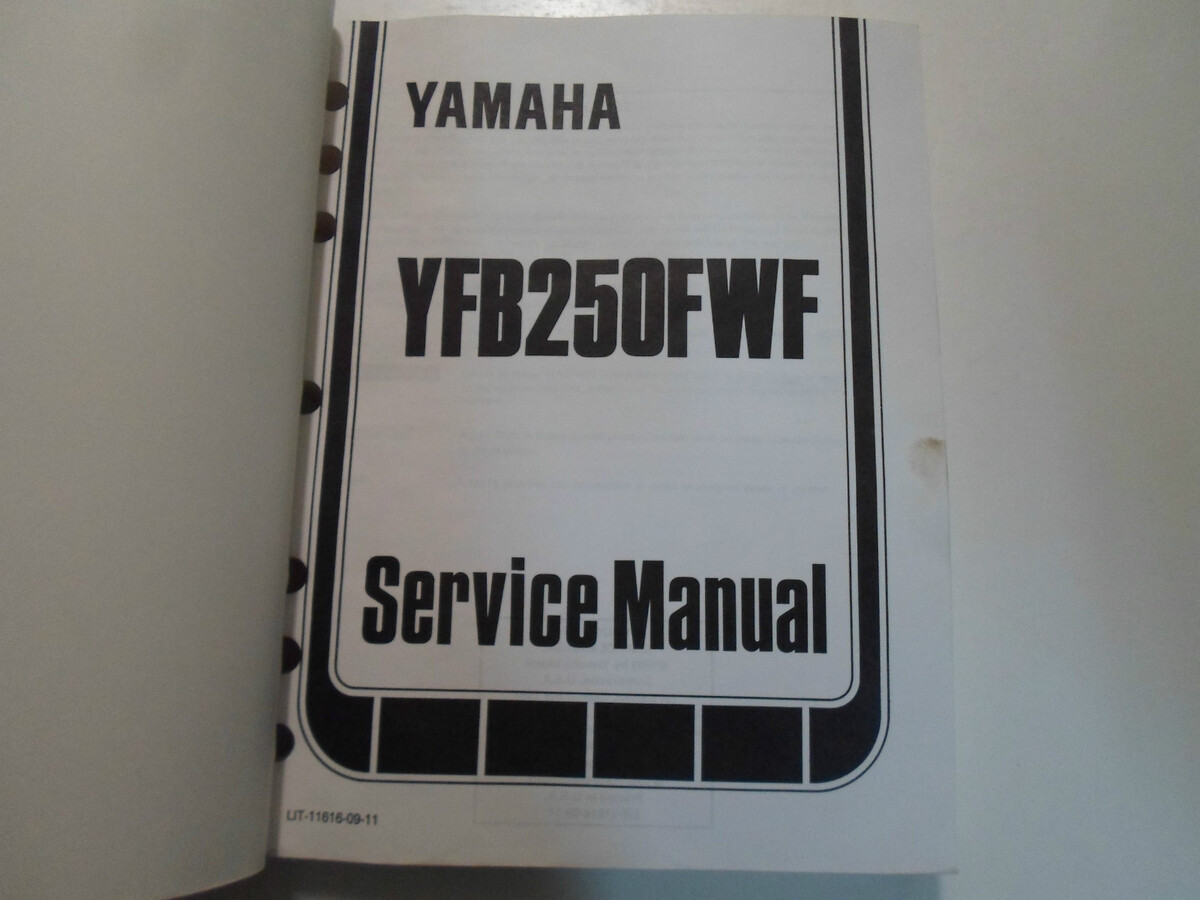 YAMAHA
YFB250FWF
Service Manual
LIT-11616-09-11